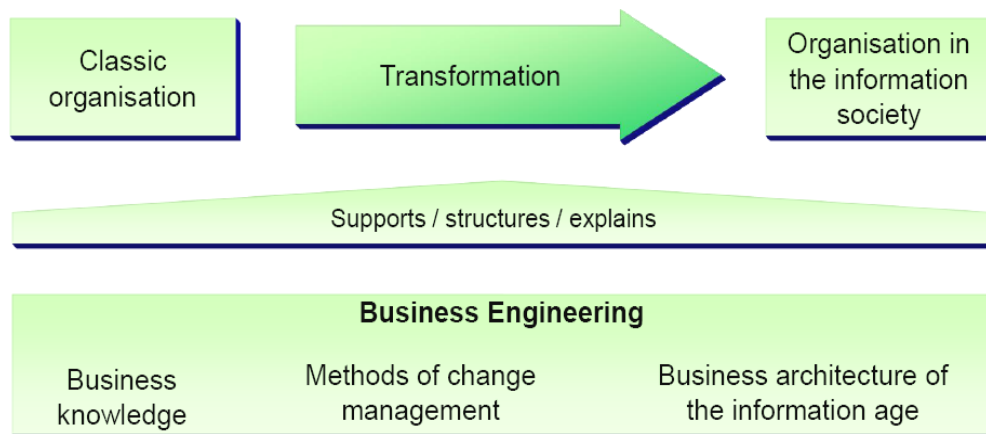 Classic
organisation
Transformation
Organisation in
the information
society
Supports / structures / explains
Business Engineering
Business
knowledge
Methods of change
management
Business architecture of
the information age